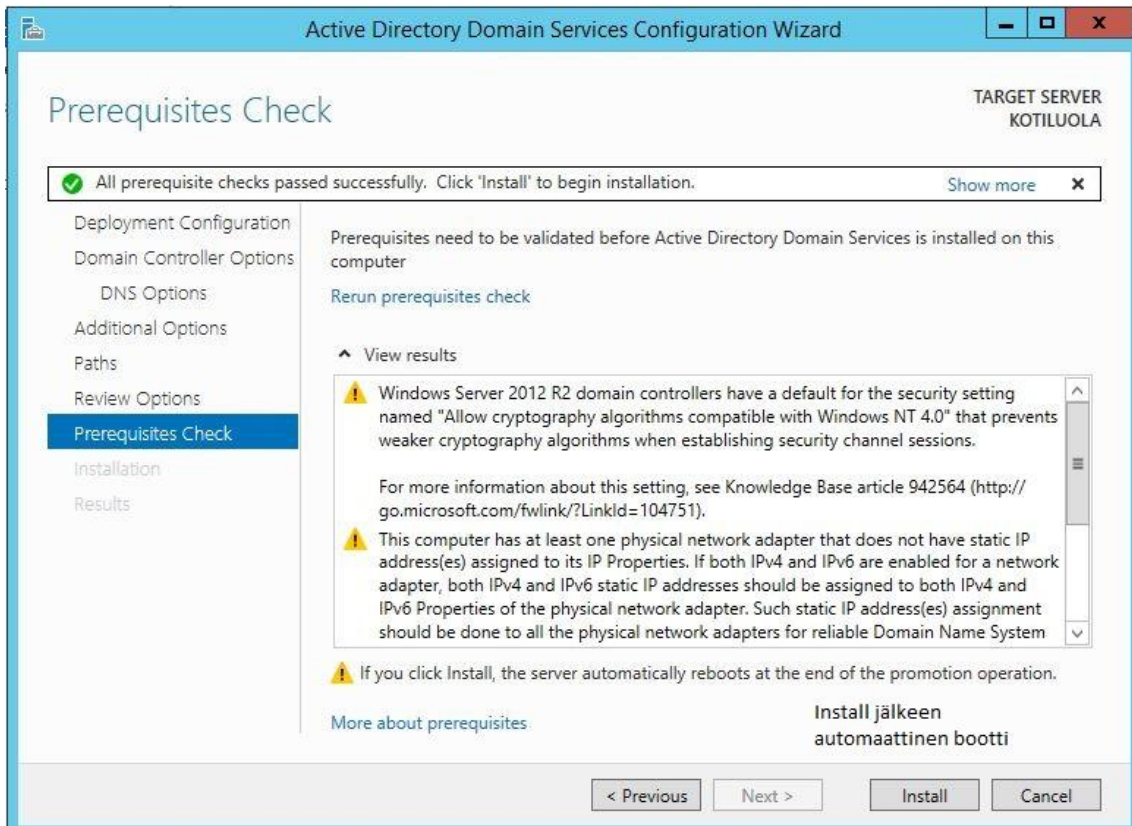 Active Directory Domain Services Configuration Wizard
Prerequisites Check
TARGET SERVER
KOTILUOLA
All prerequisite checks passed successfully. Click 'Install' to begin installation.
Show more
Deployment Configuration
Domain Controller Options
DNS Options
Additional Options
Paths
Review Options
Prerequisites Check
Installation
Results
Prerequisites need to be validated before Active Directory Domain Services is installed on this
computer
Rerun prerequisites check
View results
Windows Server 2012 R2 domain controllers have a default for the security setting
named "Allow cryptography algorithms compatible with Windows NT 4.0" that prevents
weaker cryptography algorithms when establishing security channel sessions.
For more information about this setting, see Knowledge Base article 942564 (http://
go.microsoft.com/fwlink/?LinkId=104751).
This computer has at least one physical network adapter that does not have static IP
address(es) assigned to its IP Properties. If both IPv4 and IPv6 are enabled for a network
adapter, both IPv4 and IPv6 static IP addresses should be assigned to both IPv4 and
IPv6 Properties of the physical network adapter. Such static IP address(es) assignment
should be done to all the physical network adapters for reliable Domain Name System
If you click Install, the server automatically reboots at the end of the promotion operation.
More about prerequisites
Install jälkeen
automaattinen bootti
< Previous
Next >
Install
Cancel